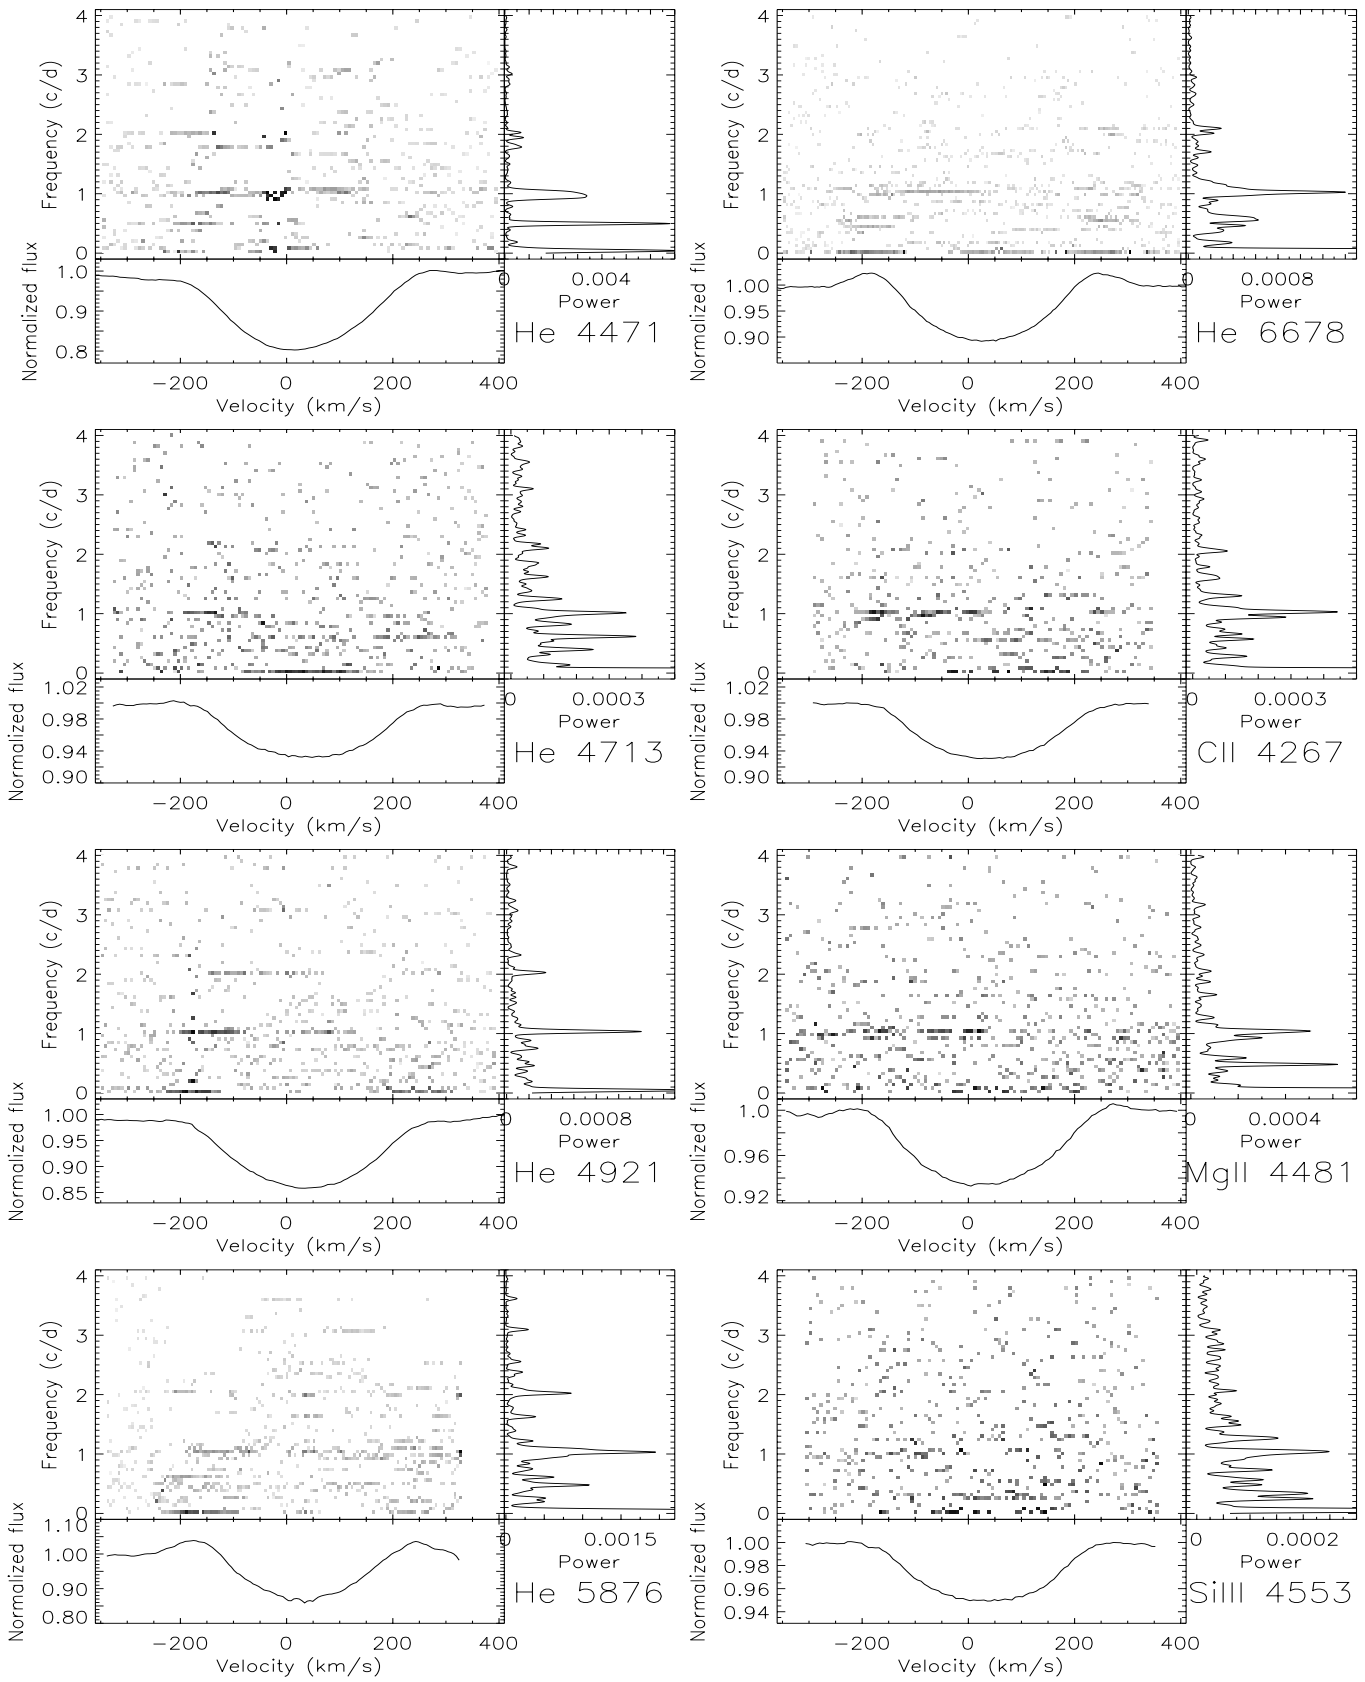 Frequency (c/d)
4
3
2
1
0
Normalized flux
1.0
0.9
0.8
−200 0 200 400
Velocity (km/s)
0.004
Power
He 4471
Frequency (c/d)
4
3
2
1
0
Normalized flux
1.00
0.95
0.90
−200 0 200 400
Velocity (km/s)
0 0.0008
Power
He 6678
Frequency (c/d)
4
3
2
1
0
Normalized flux
1.02
0.98
0.94
0.90
−200 0 200 400
Velocity (km/s)
0 0.0003
Power
He 4713
Frequency (c/d)
4
3
2
1
0
Normalized flux
1.02
0.98
0.94
0.90
−200 0 200 400
Velocity (km/s)
0 0.0003
Power
CII 4267
Frequency (c/d)
4
3
2
1
0
Normalized flux
1.00
0.95
0.90
0.85
−200 0 200 400
Velocity (km/s)
0 0.0008
Power
He 4921
Frequency (c/d)
4
3
2
1
0
Normalized flux
1.0
0.96
0.92
−200 0 200 400
Velocity (km/s)
0 0.0004
Power
MgII 4481
Frequency (c/d)
4
3
2
1
0
Normalized flux
1.10
1.00
0.90
0.80
−200 0 200 400
Velocity (km/s)
0 0.0015
Power
He 5876
Frequency (c/d)
4
3
2
1
0
Normalized flux
1.00
0.98
0.96
0.94
−200 0 200 400
Velocity (km/s)
0 0.0002
Power
SiIII 4553